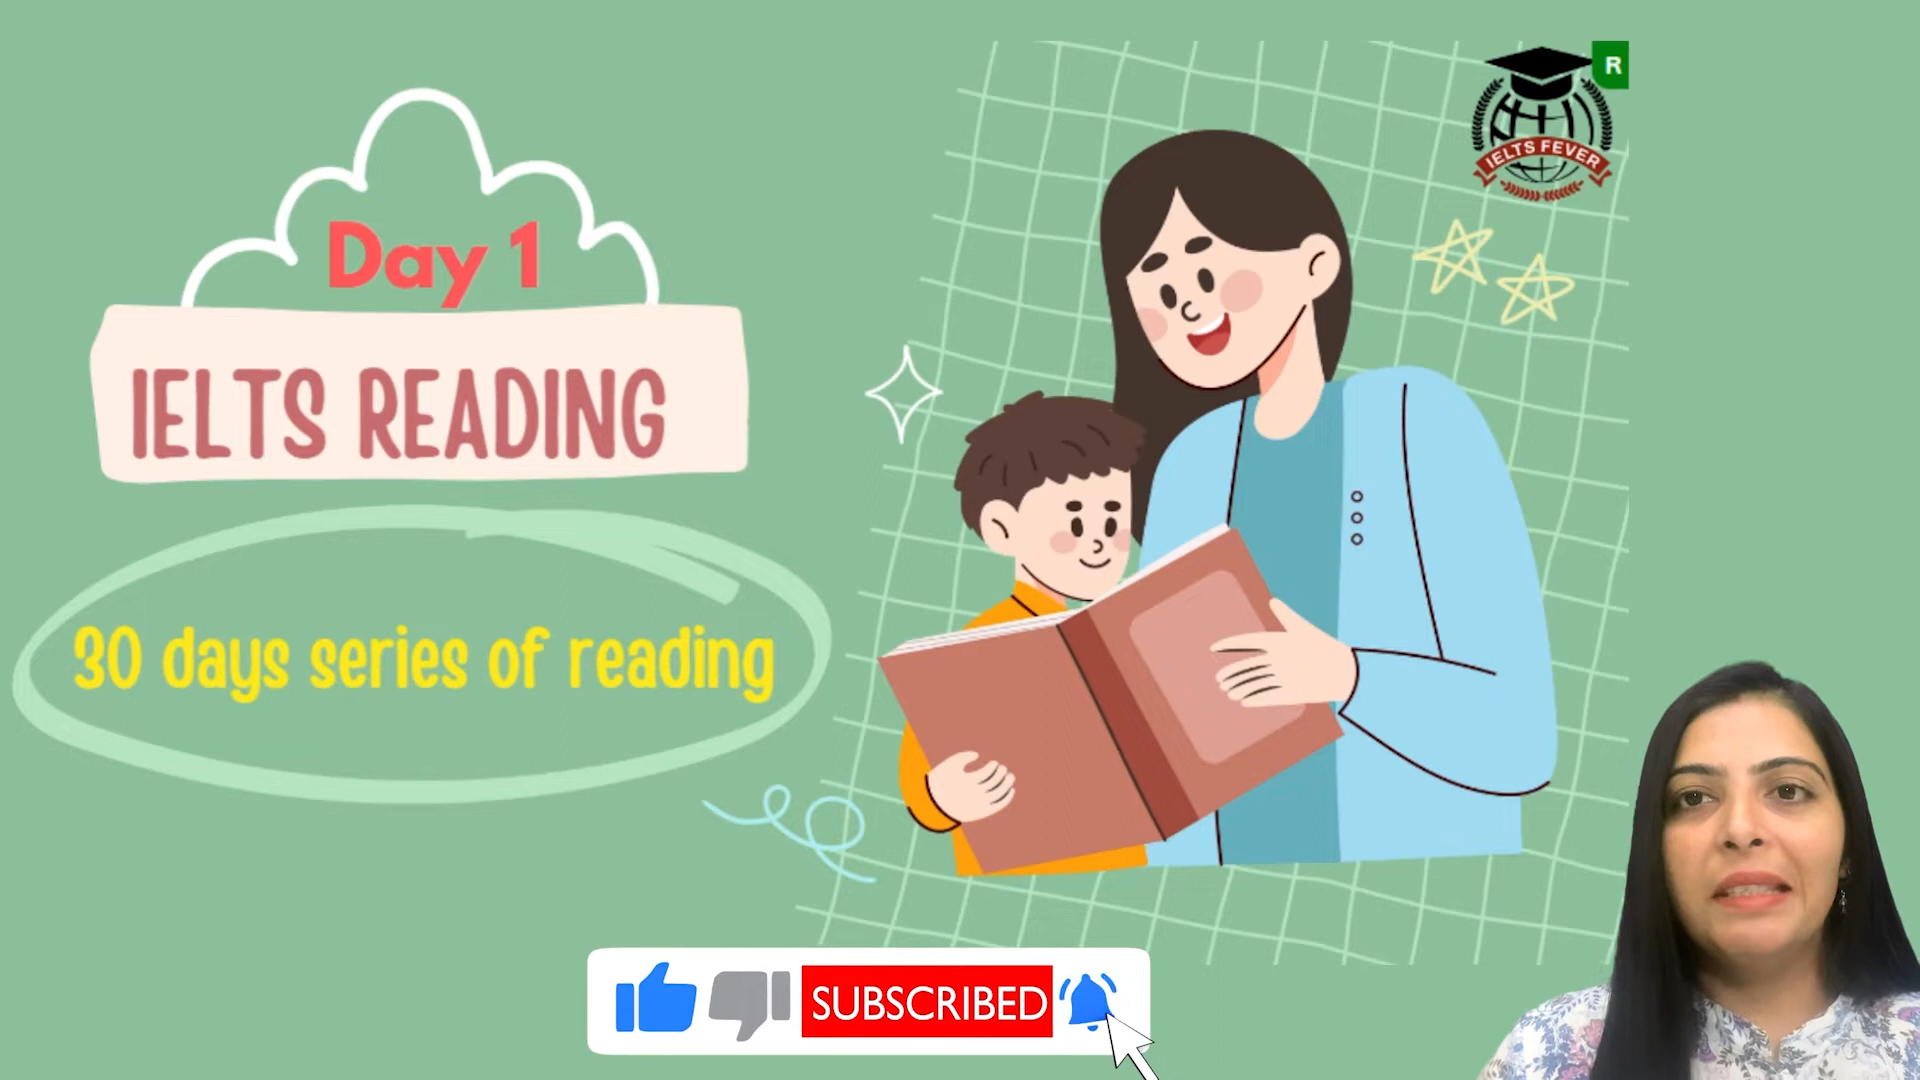 R
IELTS FEVER
Day 1
IELTS READING
30 days series of reading
SUBSCRIBED